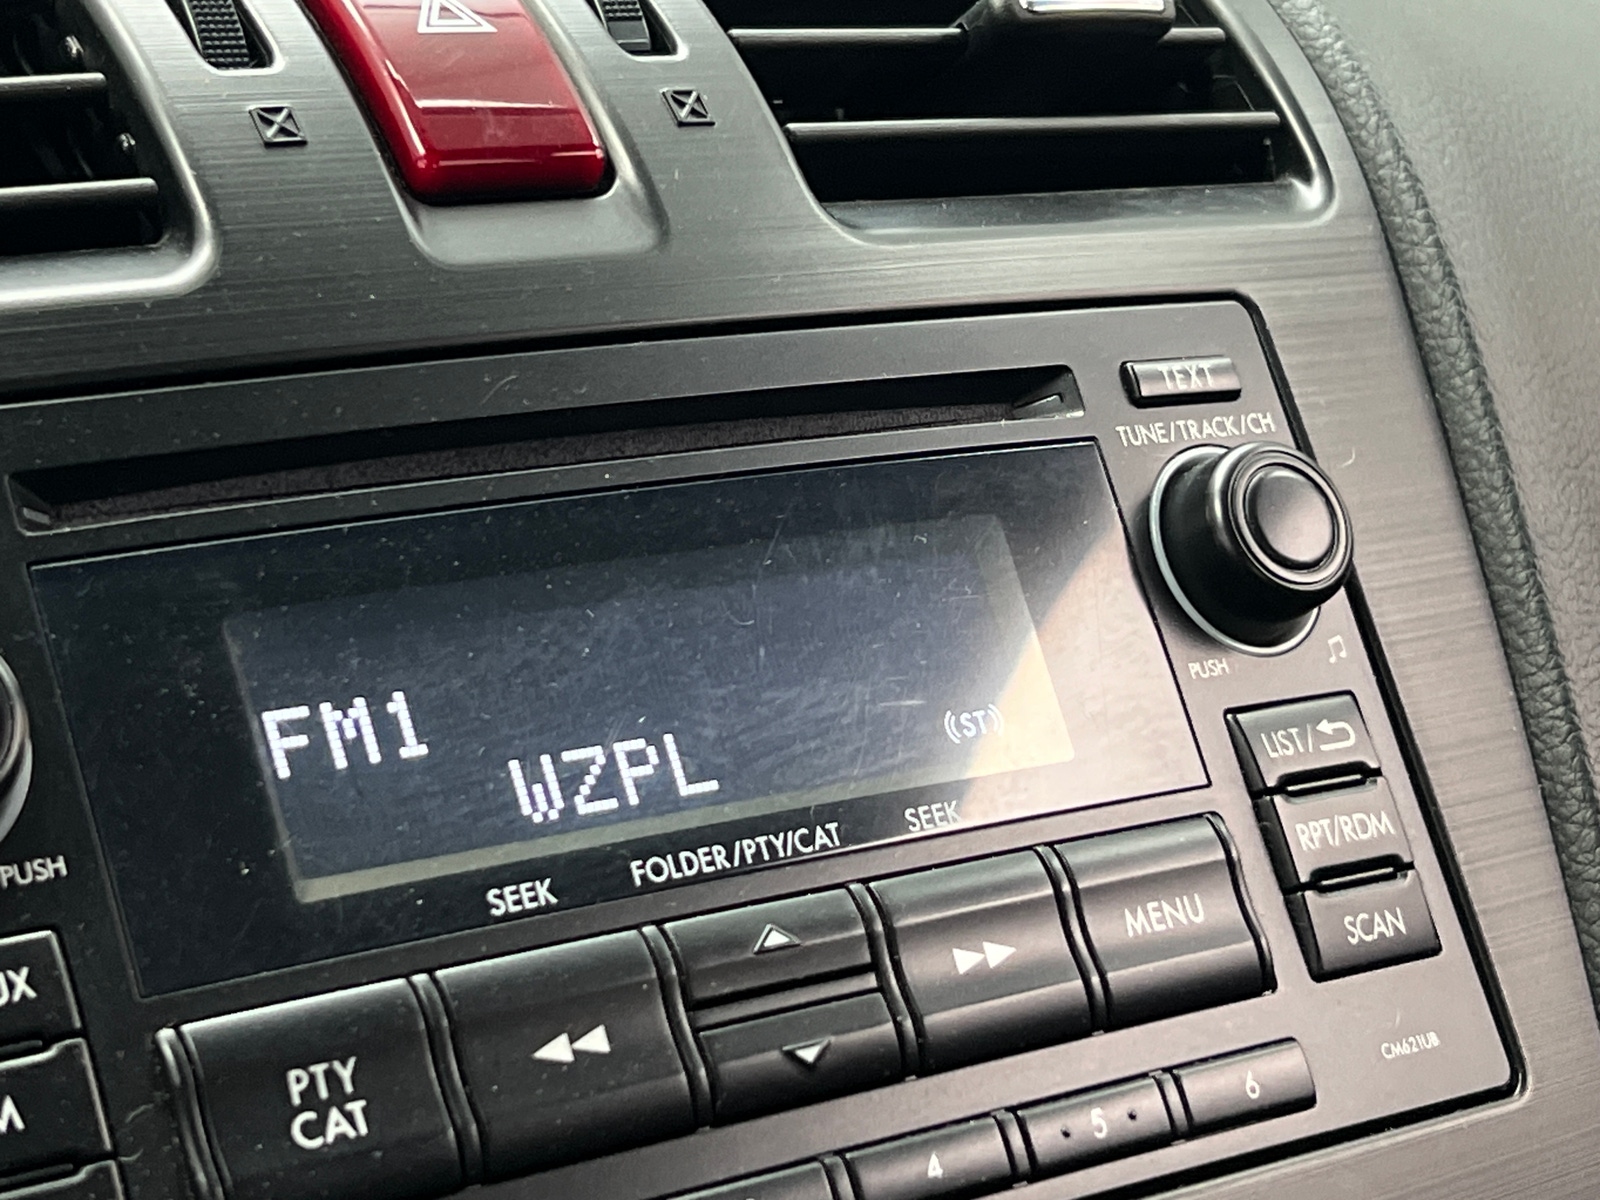 TEXT
TUNE/TRACK/CH
FM1
WZPL
((ST))
PUSH
LIST/
RPT/RDM
SCAN
PUSH
SEEK
FOLDER/PTY/CAT
SEEK
MENU
PTY
CAT
CM621UB
4
5
6